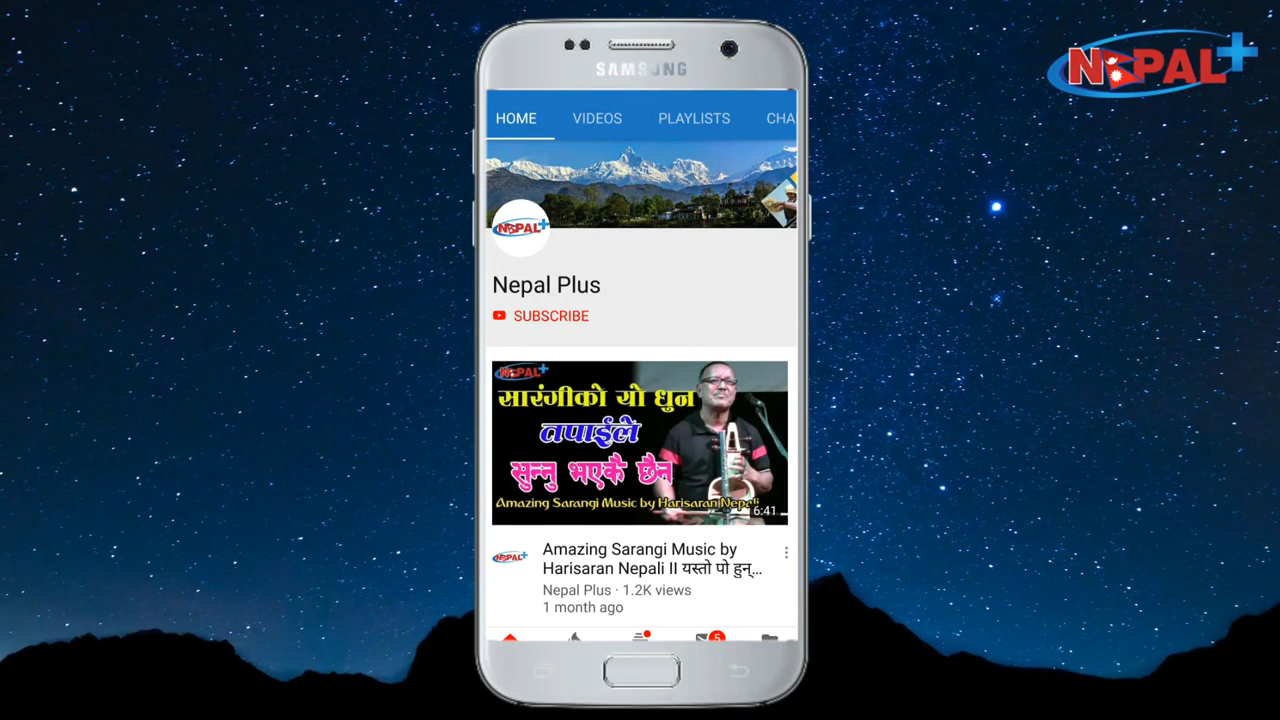 NEPAL+
SAMSUNG
HOME VIDEOS PLAYLISTS CHA
NEPAL+
Nepal Plus
SUBSCRIBE
NEPAL+
सारंगीको यो धुन
तपाईले
सुन्नु भएकै छैन
Amazing Sarangi Music by Harisaran Nepali
6:41
NEPAL+
Amazing Sarangi Music by
Harisaran Nepali II यस्तो पो हुन्...
Nepal Plus · 1.2K views
1 month ago
5